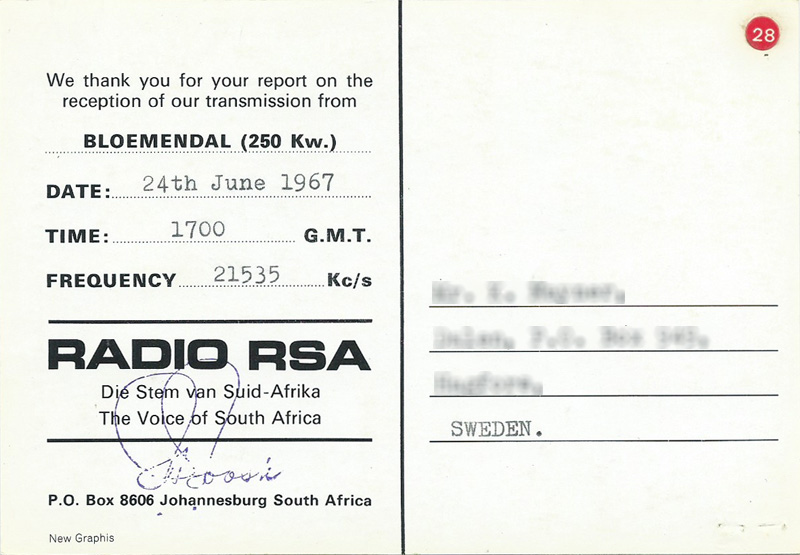 We thank you for your report on the
reception of our transmission from
BLOEMENDAL (250 Kw.)
DATE: 24th June 1967
TIME: 1700 G.M.T.
FREQUENCY 21535 Kc/s
RADIO RSA
Die Stem van Suid-Afrika
The Voice of South Africa
P.O. Box 8606 Johannesburg South Africa
New Graphis
28
SWEDEN.